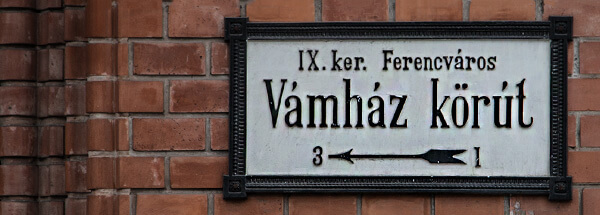 IX. ker. Ferencváros
Vámház körút
3 1